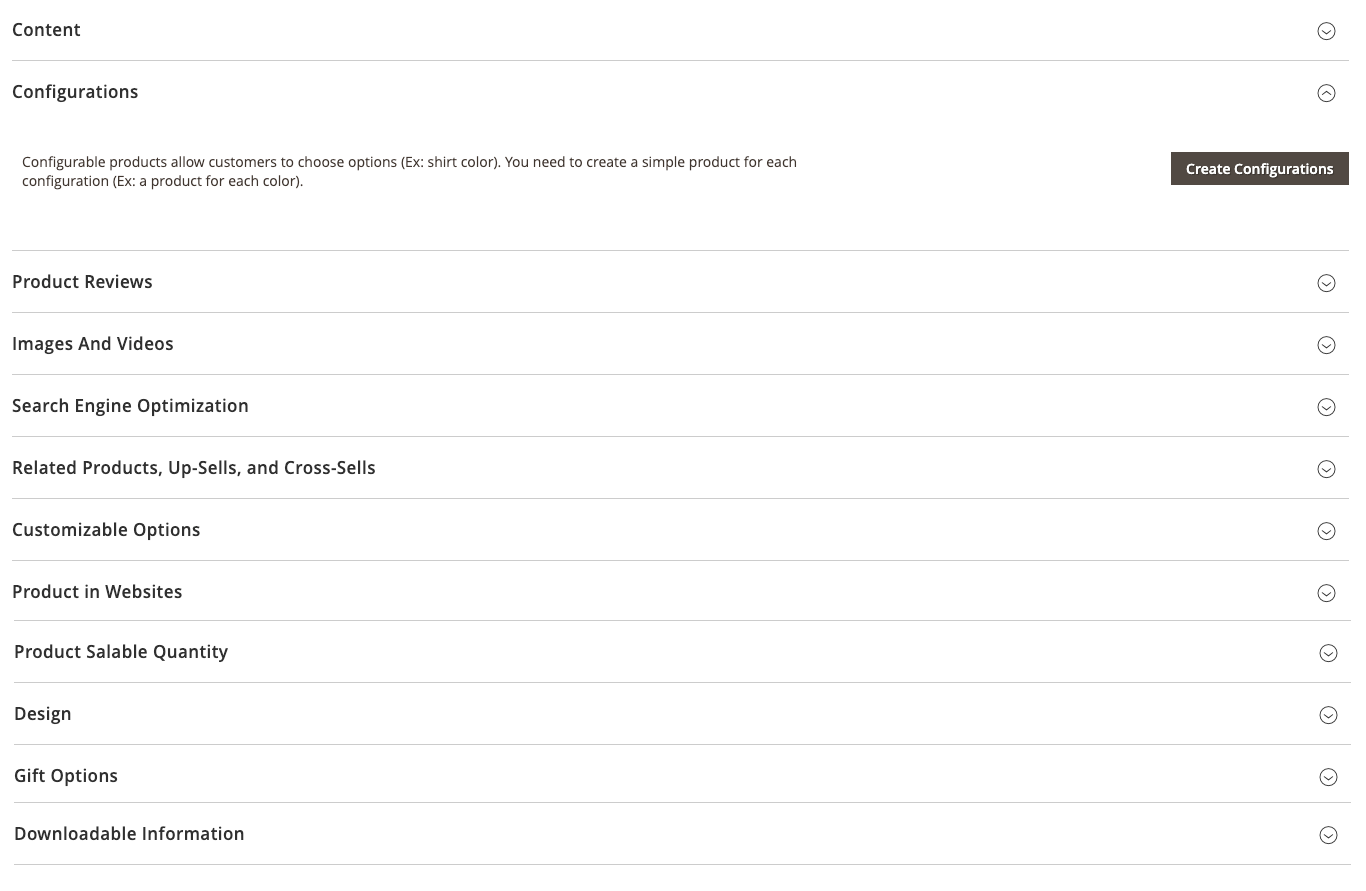 Content
Configurations
Configurable products allow customers to choose options (Ex: shirt color). You need to create a simple product for each
configuration (Ex: a product for each color).
Create Configurations
Product Reviews
Images And Videos
Search Engine Optimization
Related Products, Up-Sells, and Cross-Sells
Customizable Options
Product in Websites
Product Salable Quantity
Design
Gift Options
Downloadable Information